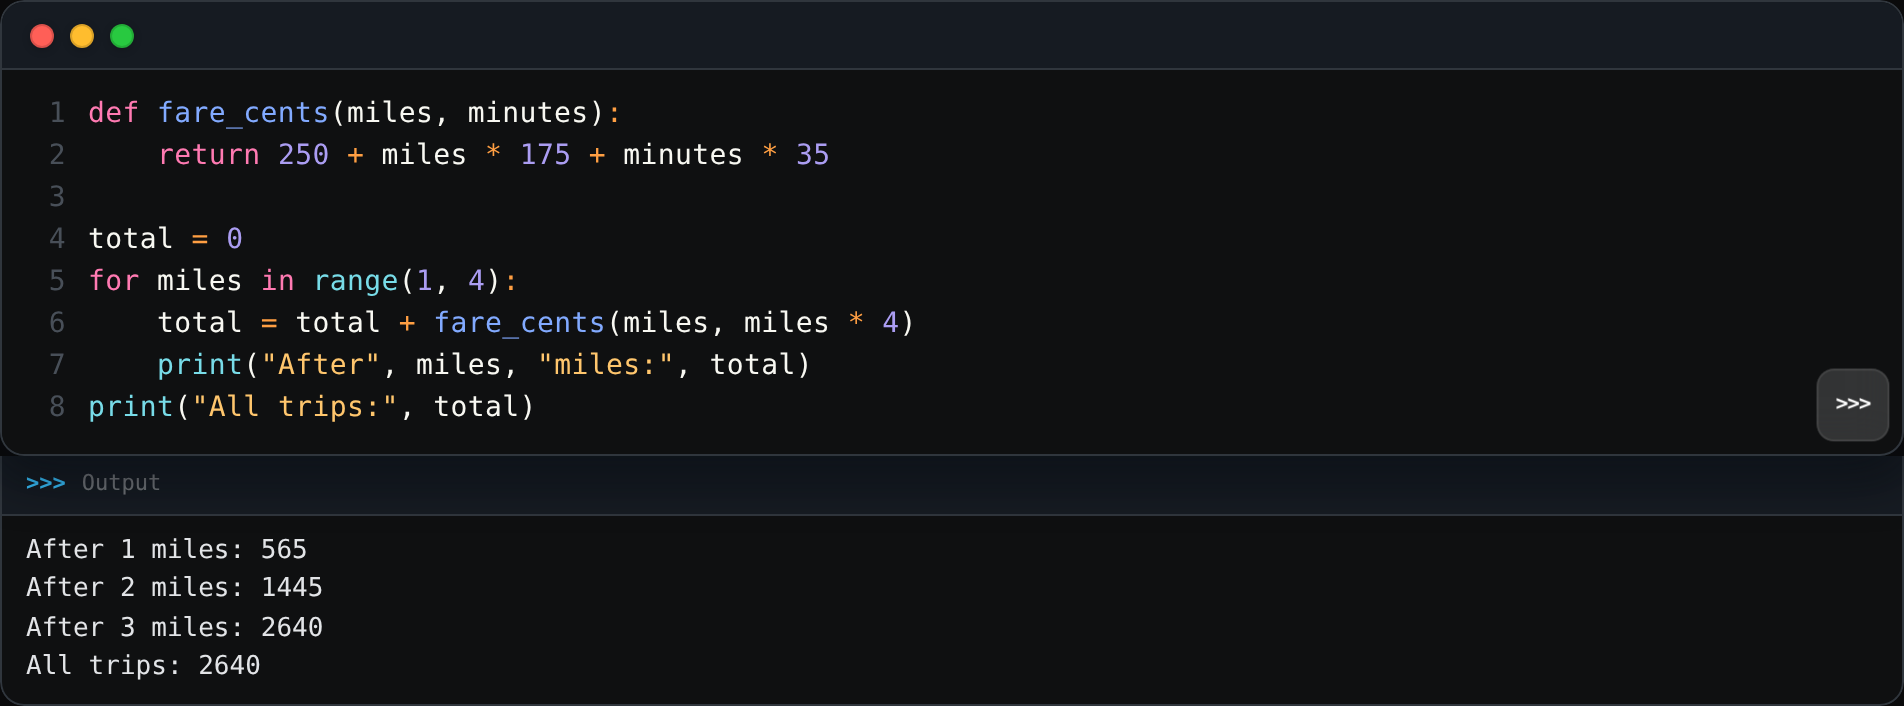 1 def fare_cents(miles, minutes):
2     return 250 + miles * 175 + minutes * 35
3
4 total = 0
5 for miles in range(1, 4):
6     total = total + fare_cents(miles, miles * 4)
7     print("After", miles, "miles:", total)
8 print("All trips:", total)
>>>
>>> Output
After 1 miles: 565
After 2 miles: 1445
After 3 miles: 2640
All trips: 2640